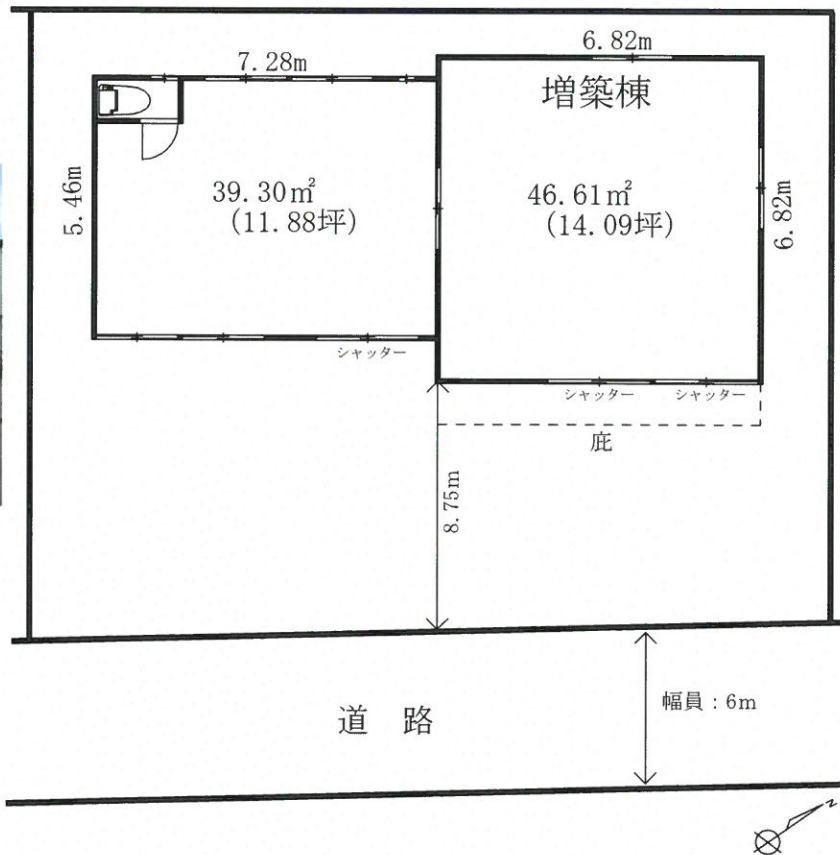 7.28m
6.82m
増築棟
5.46m
39.30㎡
(11.88坪)
46.61㎡
(14.09坪)
6.82m
シャッター
シャッター
シャッター
庇
8.75m
道 路
幅員：6m
N